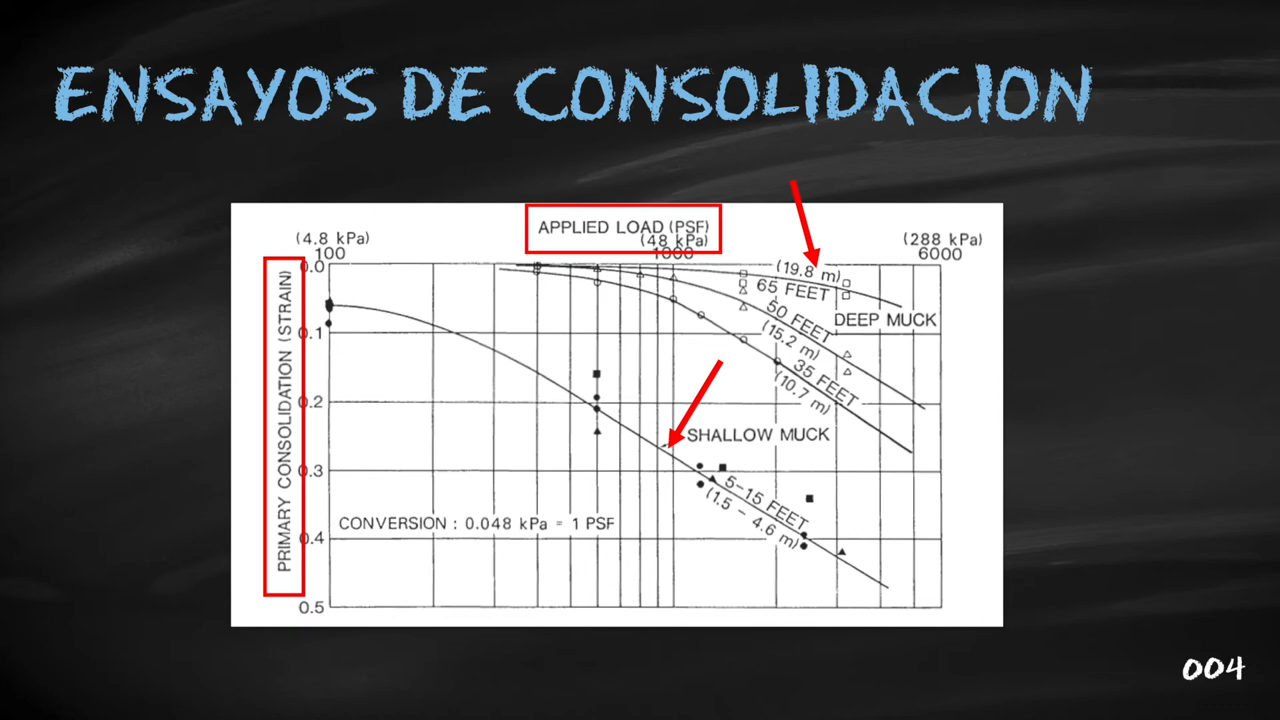 ENSAYOS DE CONSOLIDACION
APPLIED LOAD (PSF)
(4.8 kPa) (48 kPa) (288 kPa)
100 1000 6000
PRIMARY CONSOLIDATION (STRAIN)
0.0
0.1
0.2
0.3
0.4
0.5
(19.8 m)
65 FEET
50 FEET
(15.2 m)
DEEP MUCK
35 FEET
(10.7 m)
SHALLOW MUCK
5-15 FEET
(1.5 - 4.6 m)
CONVERSION : 0.048 kPa = 1 PSF
004